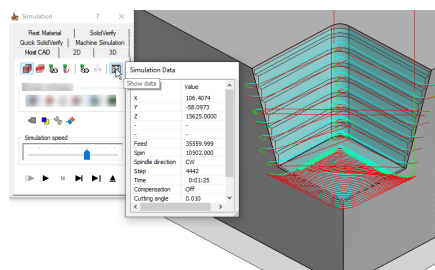 Simulation ? ×
Rest Material SolidVerify
Quick SolidVerify Machine Simulation
Host CAD 2D 3D
Show data
Simulation speed
Simulation Data
Value
X 106.4074
Y -58.0973
Z 15625.0000
- -
- -
Feed 35559.999
Spin 10502.000
Spindle direction CW
Step 4442
Time 0:01:25
Compensation Off
Cutting angle 0.010